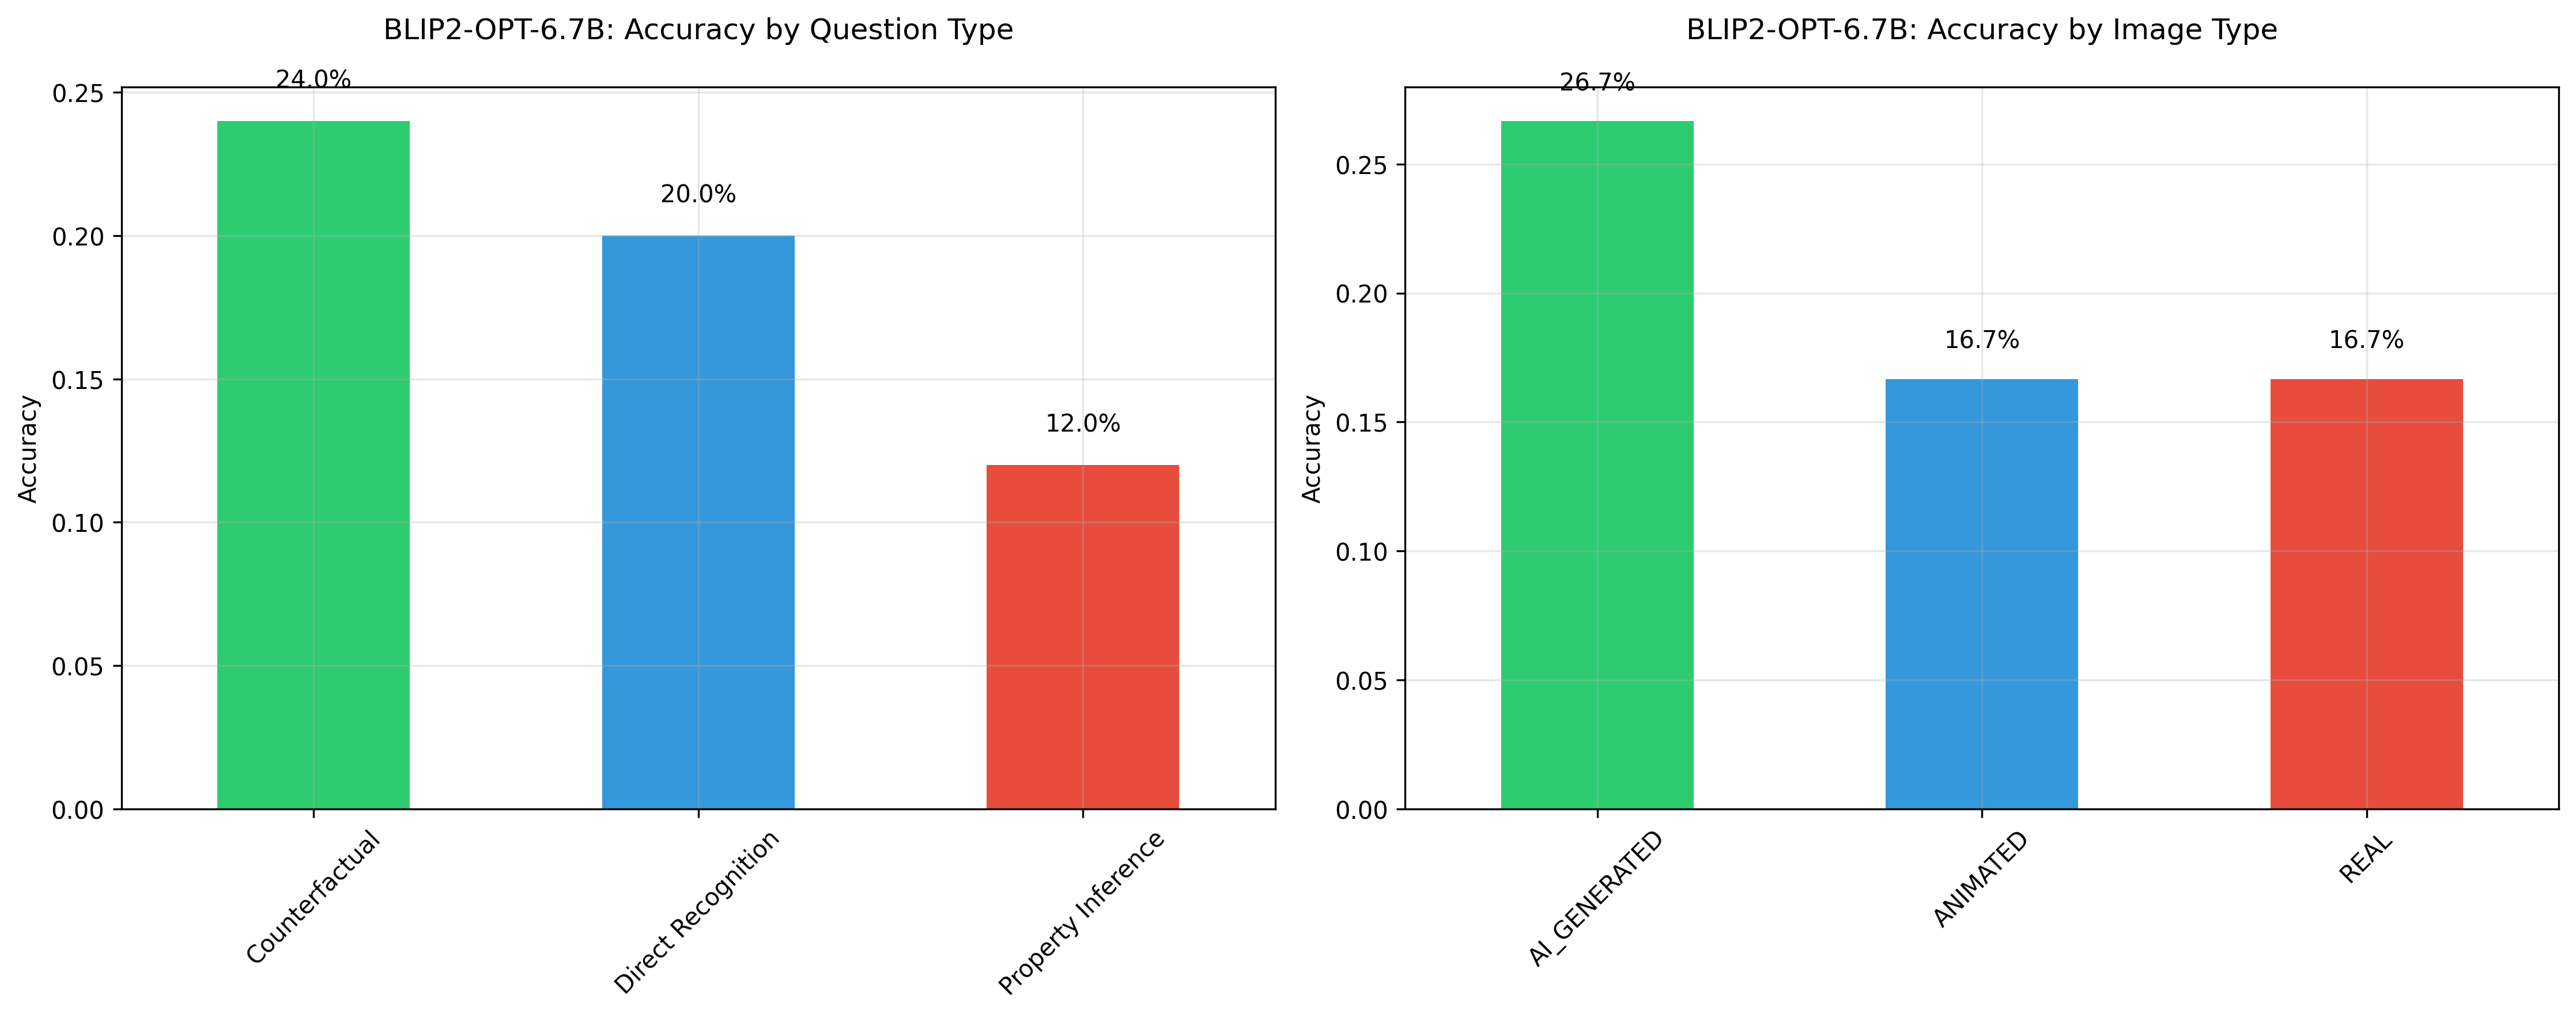 BLIP2-OPT-6.7B: Accuracy by Question Type
24.0%
20.0%
12.0%
0.25
0.20
0.15
0.10
0.05
0.00
Accuracy
Counterfactual
Direct Recognition
Property Inference
BLIP2-OPT-6.7B: Accuracy by Image Type
26.7%
16.7%
16.7%
0.25
0.20
0.15
0.10
0.05
0.00
Accuracy
AI_GENERATED
ANIMATED
REAL